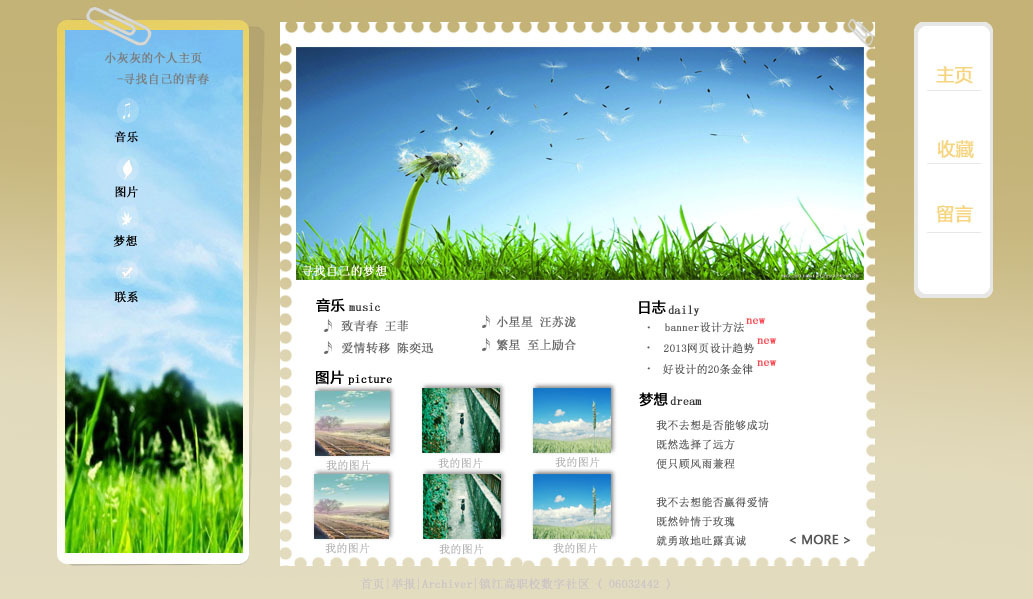 小灰灰的个人主页
-寻找自己的青春
音乐
图片
梦想
联系
寻找自己的梦想
音乐 music
致青春 王菲
小星星 汪苏泷
爱情转移 陈奕迅
繁星 至上励合
图片 picture
我的图片
我的图片
我的图片
我的图片
我的图片
我的图片
日志 daily
· banner设计方法 new
· 2013网页设计趋势 new
· 好设计的20条金律 new
梦想 dream
我不去想是否能够成功
既然选择了远方
便只顾风雨兼程
我不去想能否赢得爱情
既然钟情于玫瑰
就勇敢地吐露真诚
< MORE >
主页
收藏
留言
首页|举报|Archiver|镇江高职校数字社区 ( 06032442 )